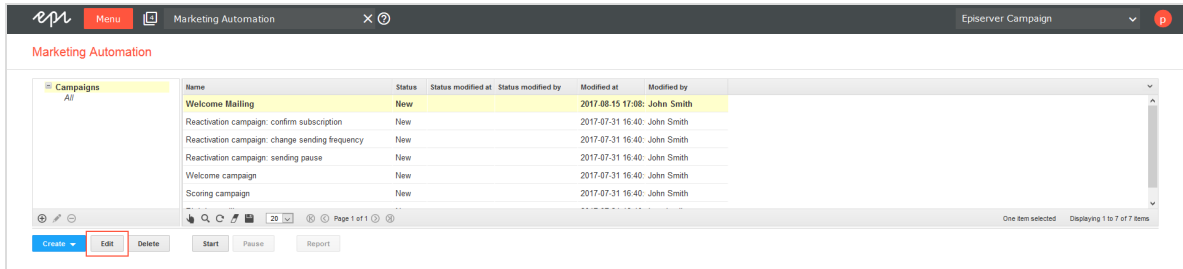 epi Menu 4 Marketing Automation Episerver Campaign p
Marketing Automation
Campaigns
All
Name Status Status modified at Status modified by Modified at Modified by
Welcome Mailing New 2017-08-15 17:08: John Smith
Reactivation campaign: confirm subscription New 2017-07-31 16:40: John Smith
Reactivation campaign: change sending frequency New 2017-07-31 16:40: John Smith
Reactivation campaign: sending pause New 2017-07-31 16:40: John Smith
Welcome campaign New 2017-07-31 16:40: John Smith
Scoring campaign New 2017-07-31 16:40: John Smith
20 Page 1 of 1 One item selected Displaying 1 to 7 of 7 items
Create Edit Delete Start Pause Report